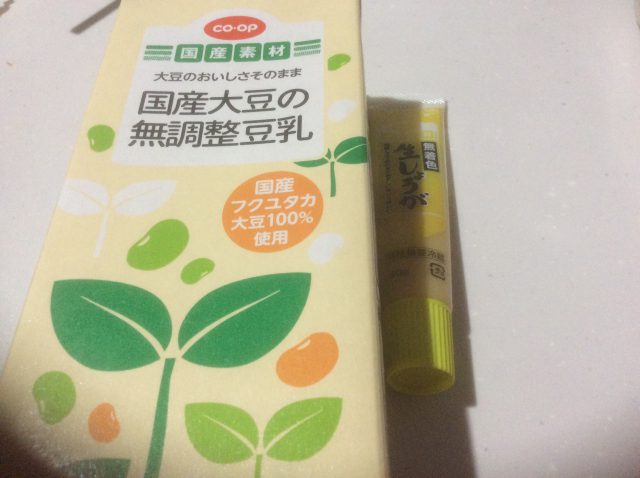 co·op
国産素材
大豆のおいしさそのまま
国産大豆の
無調整豆乳
国産
フクユタカ
大豆100%
使用
無着色
生しょうが